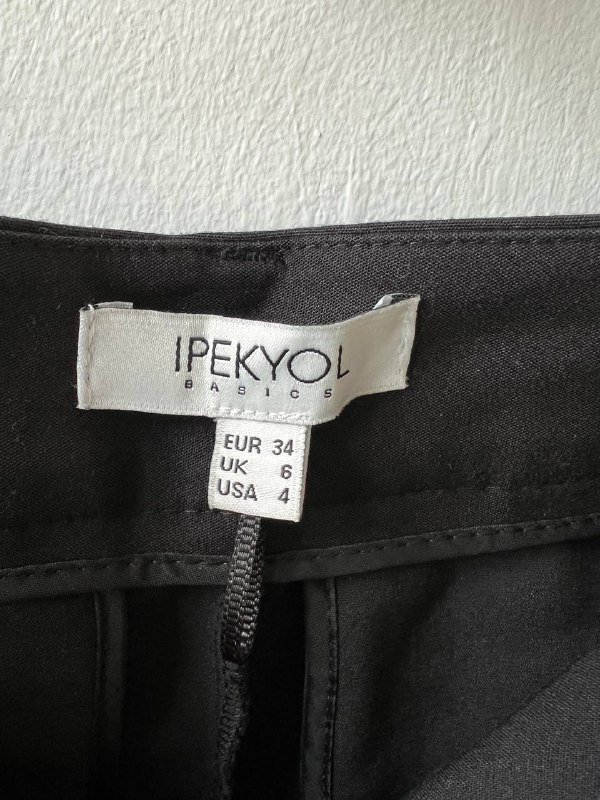 IPEKYOL
BASICS
EUR 34
UK 6
USA 4